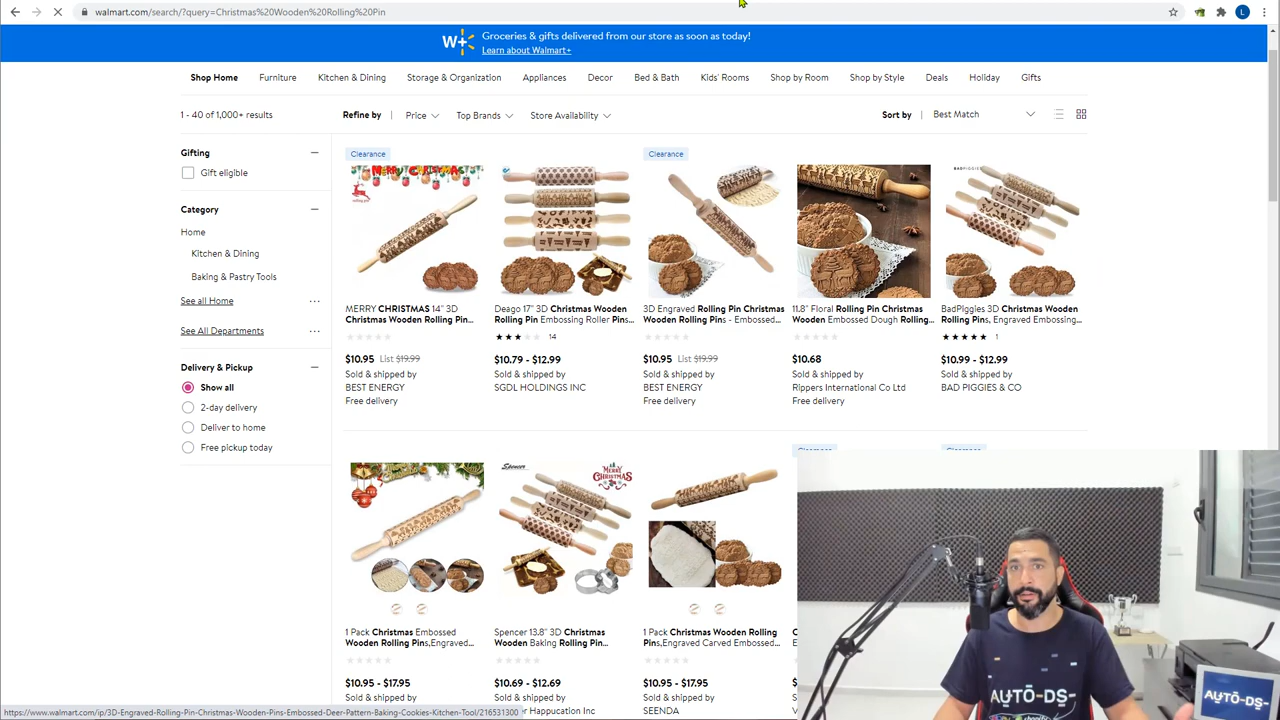 walmart.com/search/?query=Christmas%20Wooden%20Rolling%20Pin
L
W+
Groceries & gifts delivered from our store as soon as today!
Learn about Walmart+
Shop Home Furniture Kitchen & Dining Storage & Organization Appliances Decor Bed & Bath Kids' Rooms Shop by Room Shop by Style Deals Holiday Gifts
1 - 40 of 1,000+ results
Refine by Price Top Brands Store Availability
Sort by Best Match
Gifting
Gift eligible
Category
Home
Kitchen & Dining
Baking & Pastry Tools
See all Home
See All Departments
Delivery & Pickup
Show all
2-day delivery
Deliver to home
Free pickup today
Clearance
MERRY CHRISTMAS
MERRY CHRISTMAS 14" 3D
Christmas Wooden Rolling Pin...
$10.95 List $19.99
Sold & shipped by
BEST ENERGY
Free delivery
Deago 17" 3D Christmas Wooden
Rolling Pin Embossing Roller Pins...
14
$10.79 - $12.99
Sold & shipped by
SGDL HOLDINGS INC
Clearance
3D Engraved Rolling Pin Christmas
Wooden Rolling Pins - Embossed...
$10.95 List $19.99
Sold & shipped by
BEST ENERGY
Free delivery
11.8" Floral Rolling Pin Christmas
Wooden Embossed Dough Rolling...
$10.68
Sold & shipped by
Rippers International Co Ltd
Free delivery
BADPIGGIES
BadPiggies 3D Christmas Wooden
Rolling Pins, Engraved Embossing...
1
$10.99 - $12.99
Sold & shipped by
BAD PIGGIES & CO
1 Pack Christmas Embossed
Wooden Rolling Pins,Engraved...
$10.95 - $17.95
Sold & shipped by
Spencer
MERRY CHRISTMAS
Spencer 13.8" 3D Christmas
Wooden Baking Rolling Pin...
$10.69 - $12.69
Sold & shipped by
Happucation Inc
1 Pack Christmas Wooden Rolling
Pins,Engraved Carved Embossed...
$10.95 - $17.95
Sold & shipped by
SEENDA
https://www.walmart.com/ip/3D-Engraved-Rolling-Pin-Christmas-Wooden-Pins-Embossed-Deer-Pattern-Baking-Cookies-Kitchen-Tool/216531300
AUTO-DS-
AUTO-DS-
shopify